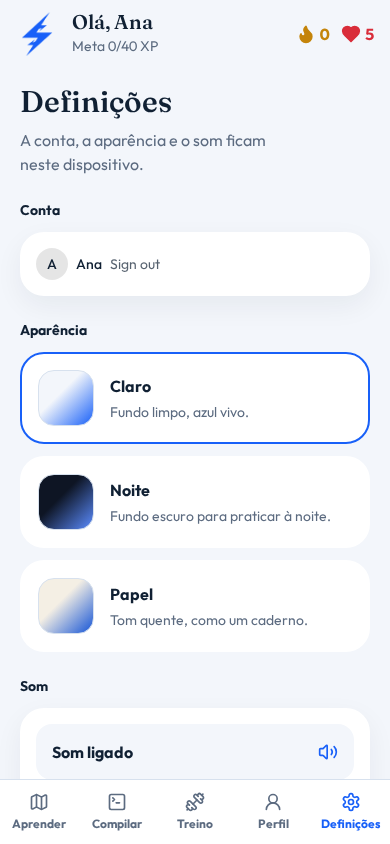 Olá, Ana
Meta 0/40 XP
0
5
Definições
A conta, a aparência e o som ficam
neste dispositivo.
Conta
A
Ana Sign out
Aparência
Claro
Fundo limpo, azul vivo.
Noite
Fundo escuro para praticar à noite.
Papel
Tom quente, como um caderno.
Som
Som ligado
Aprender
Compilar
Treino
Perfil
Definições